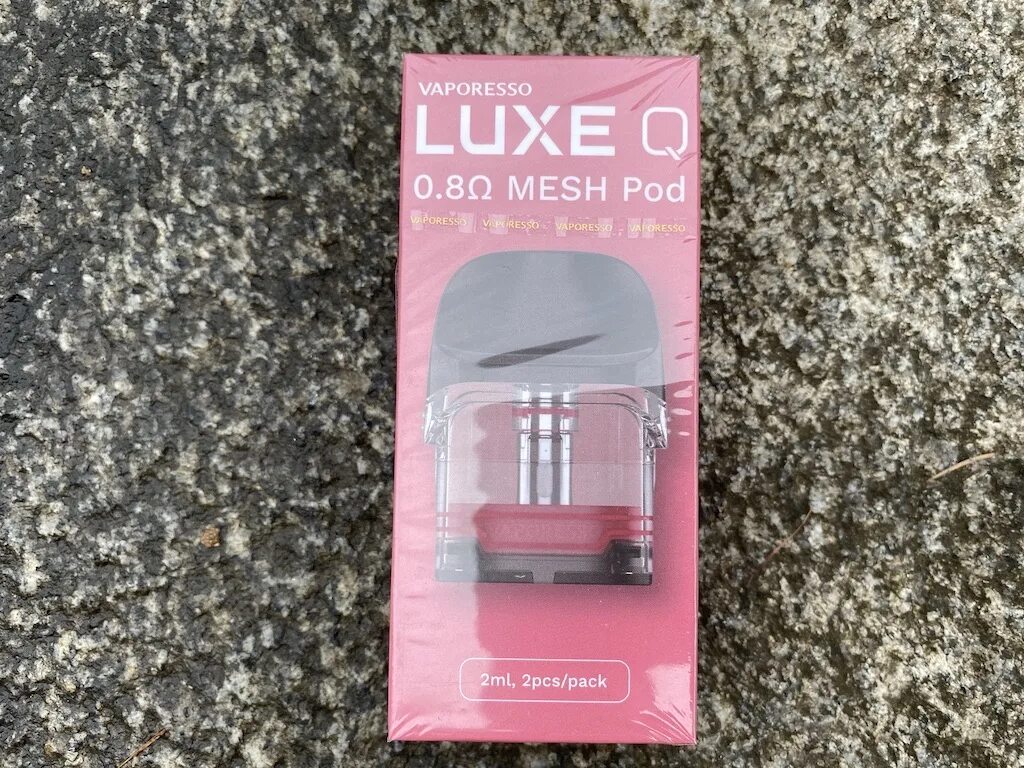 VAPORESSO
LUXE Q
0.8Ω MESH Pod
VAPORESSO VAPORESSO VAPORESSO VAPORESSO
2ml, 2pcs/pack